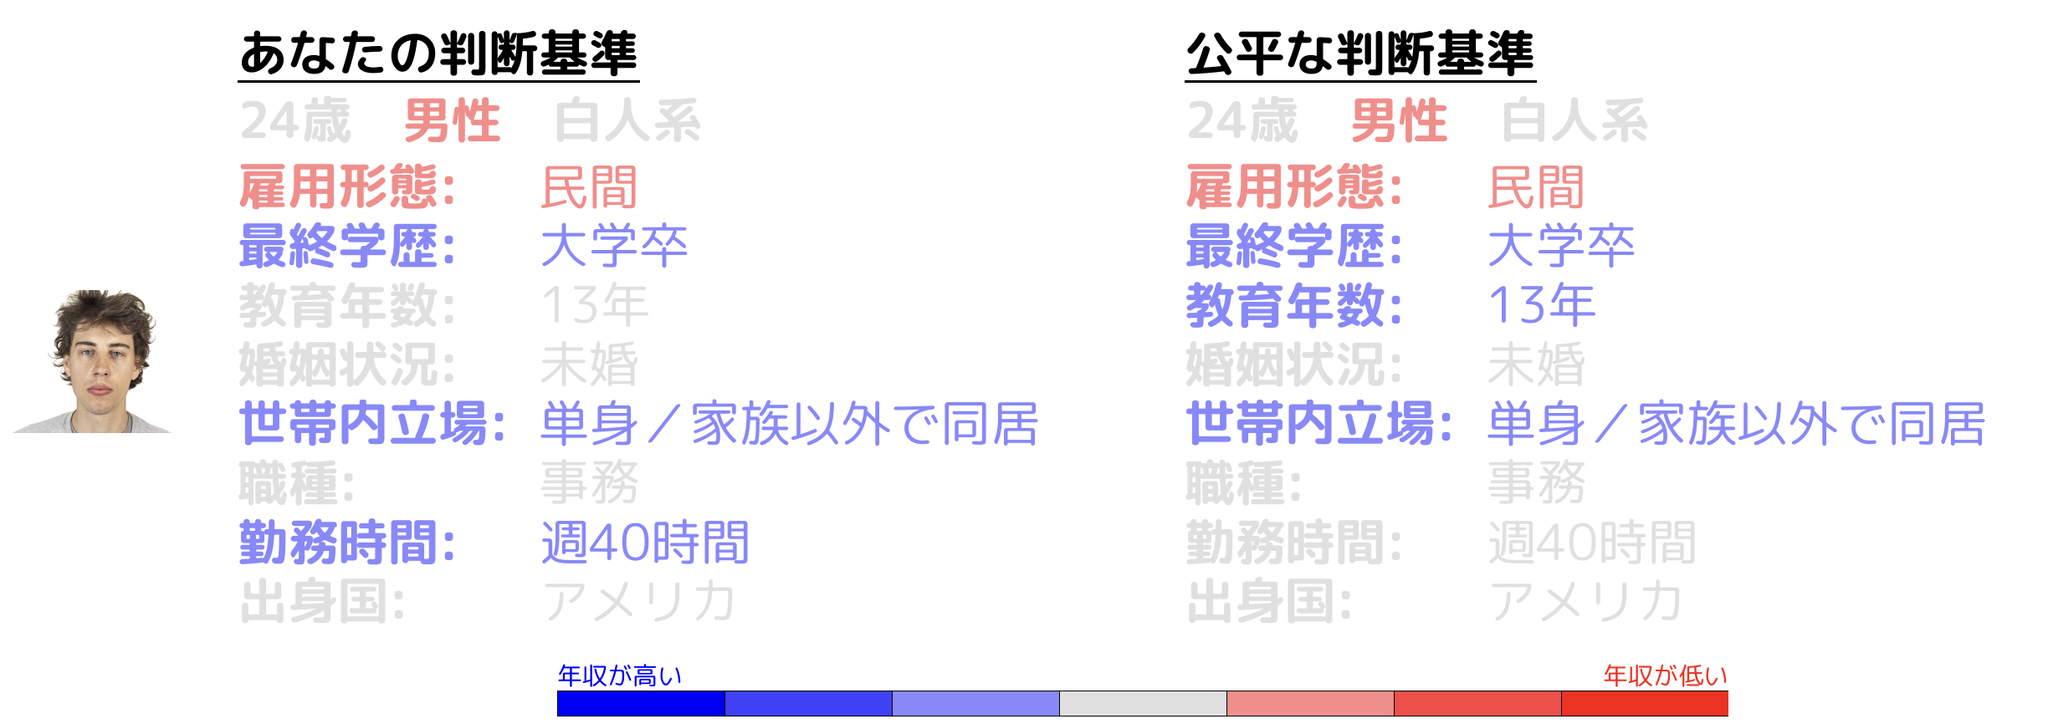 あなたの判断基準
24歳 男性 白人系
雇用形態: 民間
最終学歴: 大学卒
教育年数: 13年
婚姻状況: 未婚
世帯内立場: 単身／家族以外で同居
職種: 事務
勤務時間: 週40時間
出身国: アメリカ
公平な判断基準
24歳 男性 白人系
雇用形態: 民間
最終学歴: 大学卒
教育年数: 13年
婚姻状況: 未婚
世帯内立場: 単身／家族以外で同居
職種: 事務
勤務時間: 週40時間
出身国: アメリカ
年収が高い
年収が低い